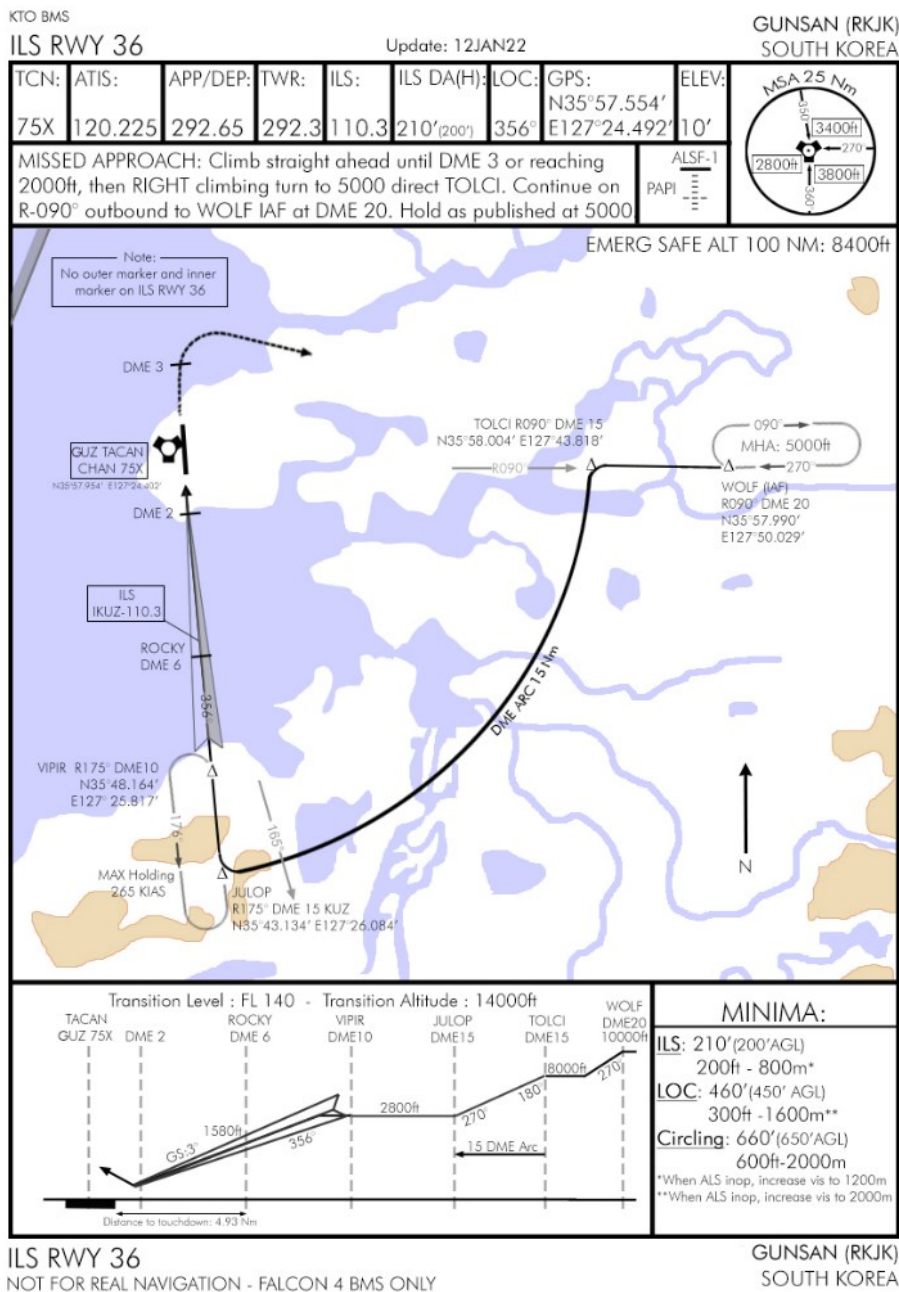 KTO BMS
ILS RWY 36
Update: 12JAN22
GUNSAN (RKJK)
SOUTH KOREA
TCN: ATIS: APP/DEP: TWR: ILS: ILS DA(H): LOC: GPS: ELEV:
75X 120.225 292.65 292.3 110.3 210'(200') 356° N35°57.554' E127°24.492' 10'
MISSED APPROACH: Climb straight ahead until DME 3 or reaching
2000ft, then RIGHT climbing turn to 5000 direct TOLCI. Continue on
R-090° outbound to WOLF IAF at DME 20. Hold as published at 5000
ALSF-1
PAPI
MSA 25 Nm
350°
3400ft
270°
2800ft
3800ft
360°
EMERG SAFE ALT 100 NM: 8400ft
Note:
No outer marker and inner
marker on ILS RWY 36
DME 3
GUZ TACAN
CHAN 75X
N35°57.954' E127°24.402'
DME 2
TOLCI R090° DME 15
N35°58.004' E127°43.818'
R090°
090°
MHA: 5000ft
270°
WOLF (IAF)
R090° DME 20
N35°57.990'
E127°50.029'
ILS
IKUZ-110.3
ROCKY
DME 6
356°
DME ARC 15 Nm
VIPIR R175° DME10
N35°48.164'
E127°25.817'
176°
165°
MAX Holding
265 KIAS
JULOP
R175° DME 15 KUZ
N35°43.134' E127°26.084'
N
Transition Level : FL 140 - Transition Altitude : 14000ft
TACAN
GUZ 75X
DME 2
ROCKY
DME 6
VIPIR
DME10
JULOP
DME15
TOLCI
DME15
WOLF
DME20
10000ft
8000ft
270°
180°
270°
2800ft
1580ft
GS:3°
356°
15 DME Arc
Distance to touchdown: 4.93 Nm
MINIMA:
ILS: 210'(200'AGL)
200ft - 800m*
LOC: 460'(450' AGL)
300ft -1600m**
Circling: 660'(650'AGL)
600ft-2000m
*When ALS inop, increase vis to 1200m
**When ALS inop, increase vis to 2000m
ILS RWY 36
NOT FOR REAL NAVIGATION - FALCON 4 BMS ONLY
GUNSAN (RKJK)
SOUTH KOREA